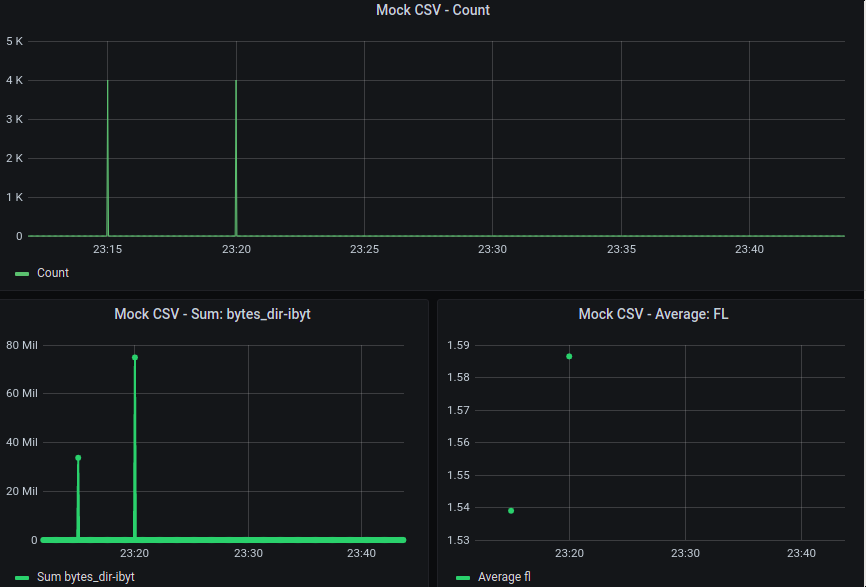 Mock CSV - Count
5 K
4 K
3 K
2 K
1 K
0
23:15 23:20 23:25 23:30 23:35 23:40
Count
Mock CSV - Sum: bytes_dir-ibyt
80 Mil
60 Mil
40 Mil
20 Mil
0
23:20 23:30 23:40
Sum bytes_dir-ibyt
Mock CSV - Average: FL
1.59
1.58
1.57
1.56
1.55
1.54
1.53
23:20 23:30 23:40
Average fl